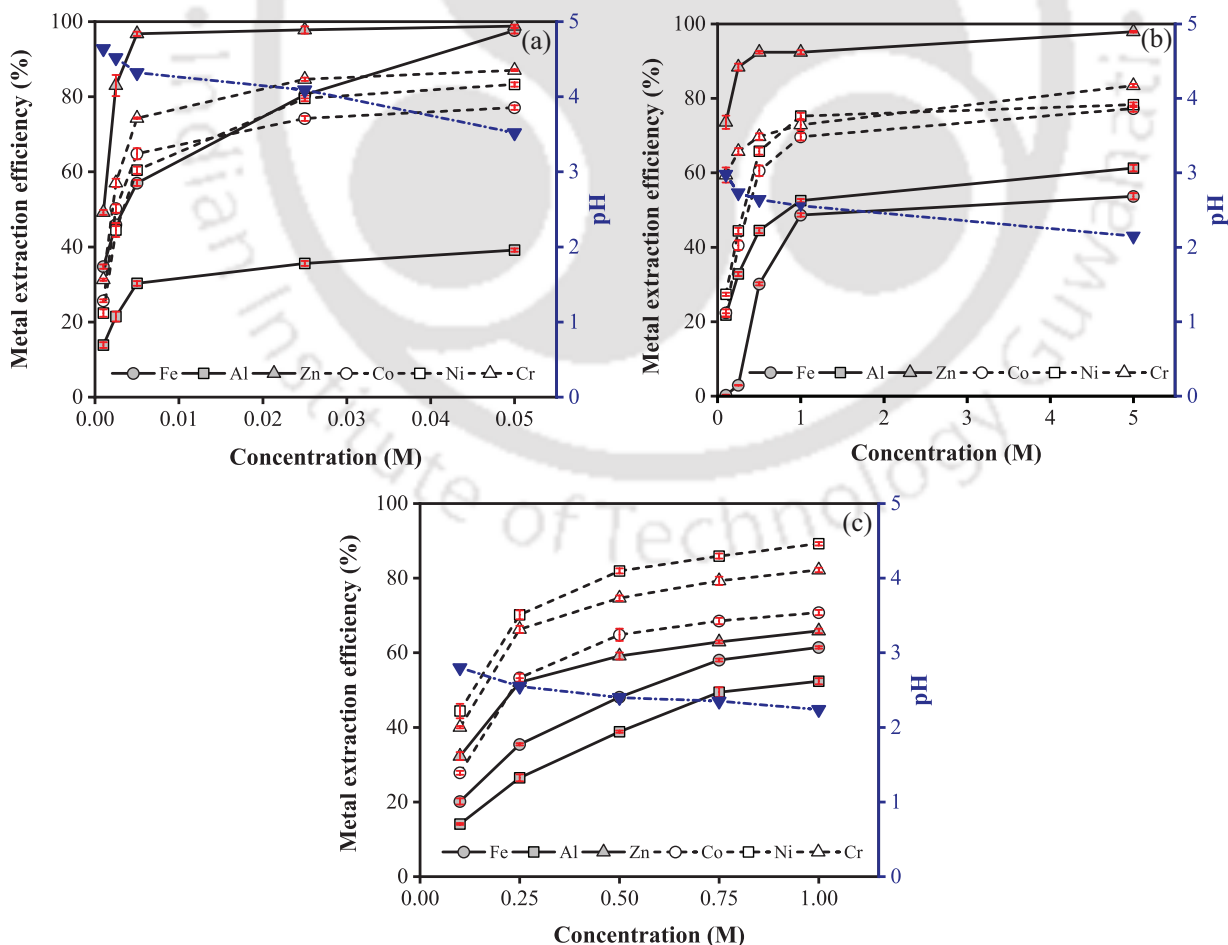 (a)
Metal extraction efficiency (%)
100
80
60
40
20
0
5
4
3
2
1
0
pH
Fe Al Zn Co Ni Cr
0.00 0.01 0.02 0.03 0.04 0.05
Concentration (M)
(b)
Metal extraction efficiency (%)
100
80
60
40
20
0
5
4
3
2
1
0
pH
Fe Al Zn Co Ni Cr
0 1 2 3 4 5
Concentration (M)
(c)
Metal extraction efficiency (%)
100
80
60
40
20
0
5
4
3
2
1
0
pH
Fe Al Zn Co Ni Cr
0.00 0.25 0.50 0.75 1.00
Concentration (M)
Indian Institute of Technology Guwahati